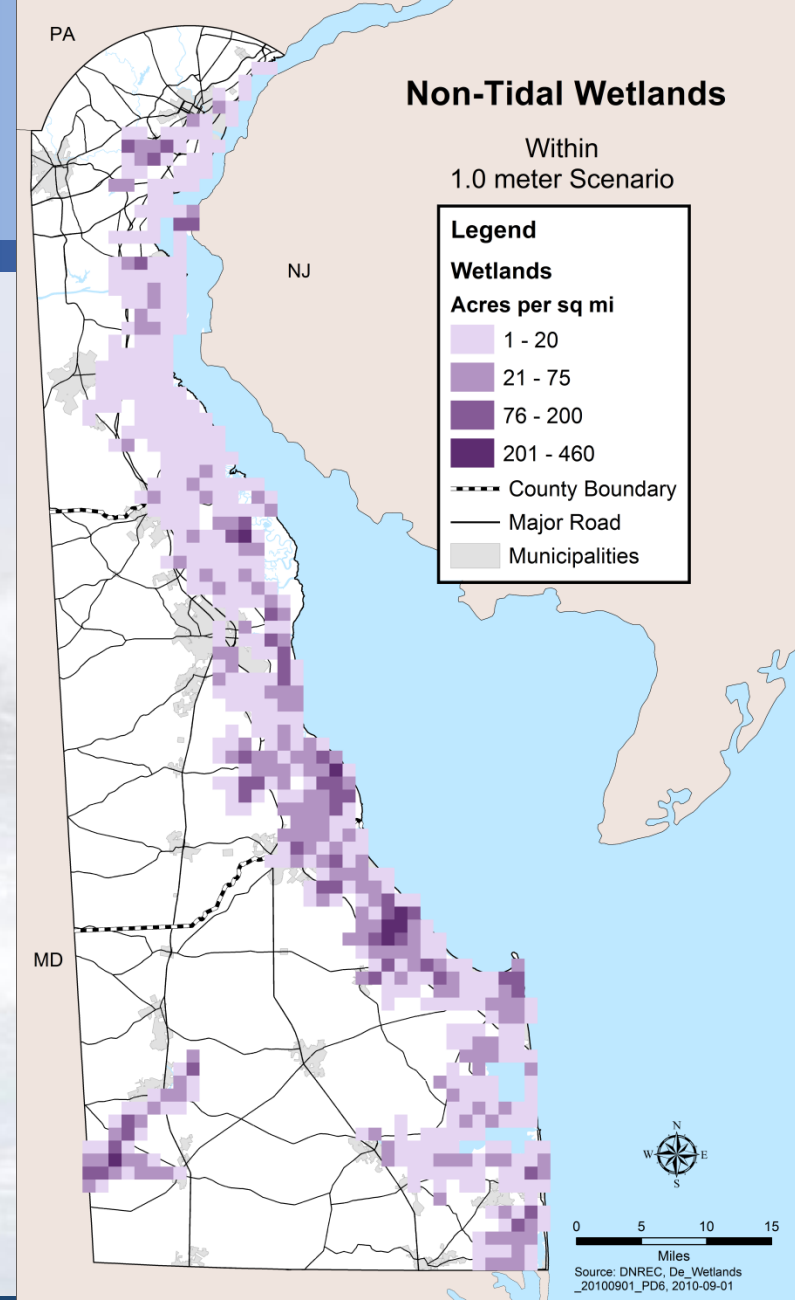 PA
Non-Tidal Wetlands
Within
1.0 meter Scenario
Legend
Wetlands
Acres per sq mi
1 - 20
21 - 75
76 - 200
201 - 460
County Boundary
Major Road
Municipalities
NJ
MD
N
W
E
S
0 5 10 15
Miles
Source: DNREC, De_Wetlands
_20100901_PD6, 2010-09-01